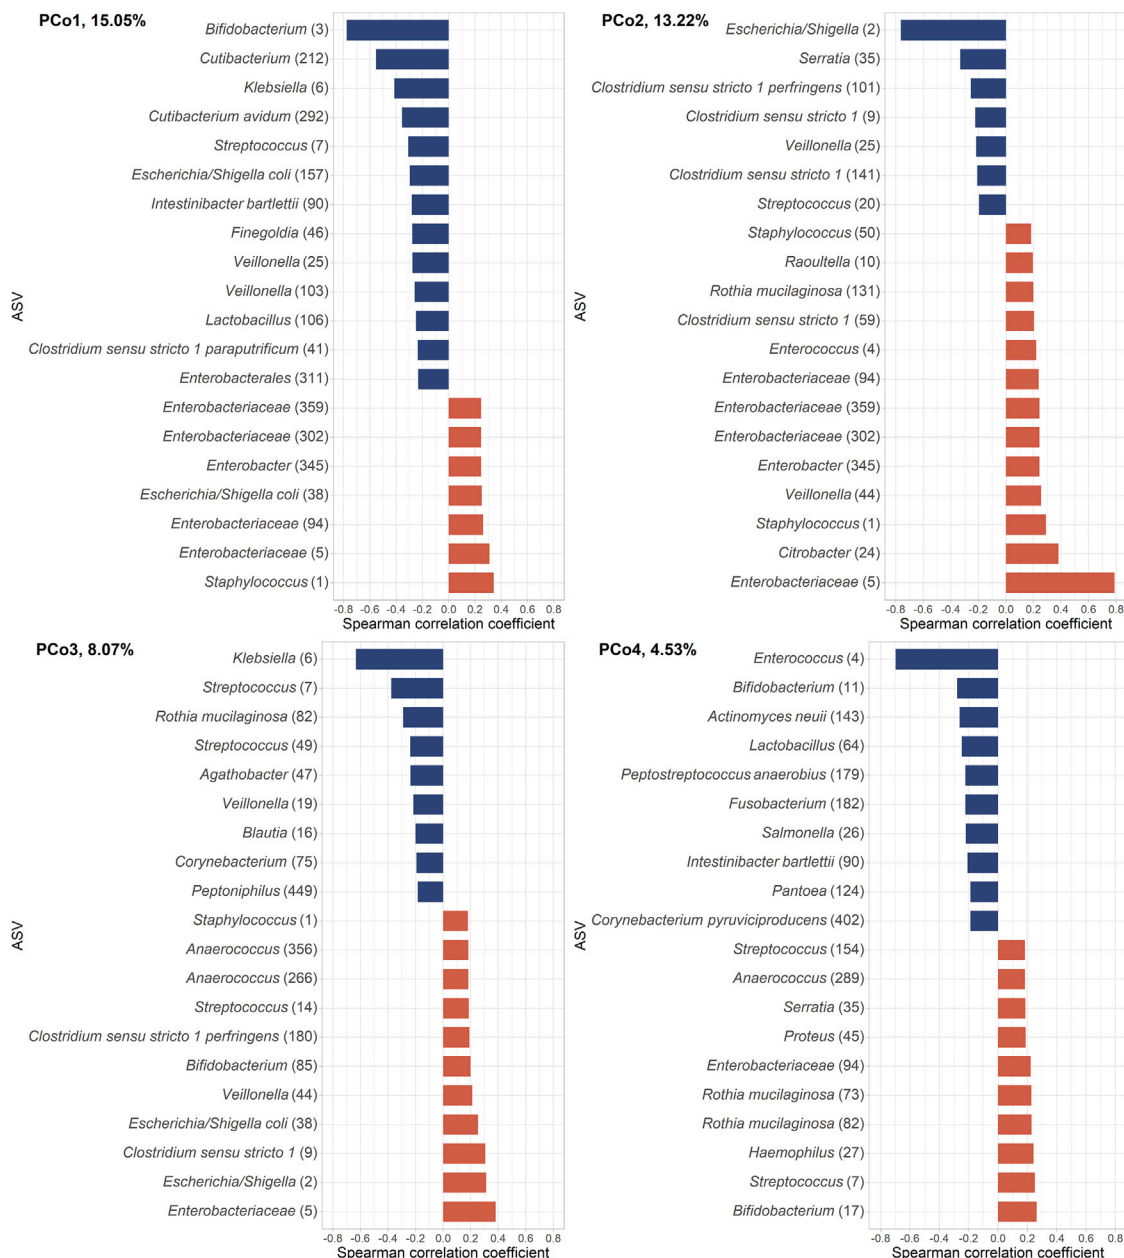 PCo1, 15.05%
Bifidobacterium (3)
Cutibacterium (212)
Klebsiella (6)
Cutibacterium avidum (292)
Streptococcus (7)
Escherichia/Shigella coli (157)
Intestinibacter bartlettii (90)
Finegoldia (46)
Veillonella (25)
Veillonella (103)
Lactobacillus (106)
Clostridium sensu stricto 1 paraputrificum (41)
Enterobacterales (311)
Enterobacteriaceae (359)
Enterobacteriaceae (302)
Enterobacter (345)
Escherichia/Shigella coli (38)
Enterobacteriaceae (94)
Enterobacteriaceae (5)
Staphylococcus (1)
ASV
-0.8 -0.6 -0.4 -0.2 0.0 0.2 0.4 0.6 0.8
Spearman correlation coefficient
PCo2, 13.22%
Escherichia/Shigella (2)
Serratia (35)
Clostridium sensu stricto 1 perfringens (101)
Clostridium sensu stricto 1 (9)
Veillonella (25)
Clostridium sensu stricto 1 (141)
Streptococcus (20)
Staphylococcus (50)
Raoultella (10)
Rothia mucilaginosa (131)
Clostridium sensu stricto 1 (59)
Enterococcus (4)
Enterobacteriaceae (94)
Enterobacteriaceae (359)
Enterobacteriaceae (302)
Enterobacter (345)
Veillonella (44)
Staphylococcus (1)
Citrobacter (24)
Enterobacteriaceae (5)
ASV
-0.8 -0.6 -0.4 -0.2 0.0 0.2 0.4 0.6 0.8
Spearman correlation coefficient
PCo3, 8.07%
Klebsiella (6)
Streptococcus (7)
Rothia mucilaginosa (82)
Streptococcus (49)
Agathobacter (47)
Veillonella (19)
Blautia (16)
Corynebacterium (75)
Peptoniphilus (449)
Staphylococcus (1)
Anaerococcus (356)
Anaerococcus (266)
Streptococcus (14)
Clostridium sensu stricto 1 perfringens (180)
Bifidobacterium (85)
Veillonella (44)
Escherichia/Shigella coli (38)
Clostridium sensu stricto 1 (9)
Escherichia/Shigella (2)
Enterobacteriaceae (5)
ASV
-0.8 -0.6 -0.4 -0.2 0.0 0.2 0.4 0.6 0.8
Spearman correlation coefficient
PCo4, 4.53%
Enterococcus (4)
Bifidobacterium (11)
Actinomyces neuii (143)
Lactobacillus (64)
Peptostreptococcus anaerobius (179)
Fusobacterium (182)
Salmonella (26)
Intestinibacter bartlettii (90)
Pantoea (124)
Corynebacterium pyruviciproducens (402)
Streptococcus (154)
Anaerococcus (289)
Serratia (35)
Proteus (45)
Enterobacteriaceae (94)
Rothia mucilaginosa (73)
Rothia mucilaginosa (82)
Haemophilus (27)
Streptococcus (7)
Bifidobacterium (17)
ASV
-0.8 -0.6 -0.4 -0.2 0.0 0.2 0.4 0.6 0.8
Spearman correlation coefficient